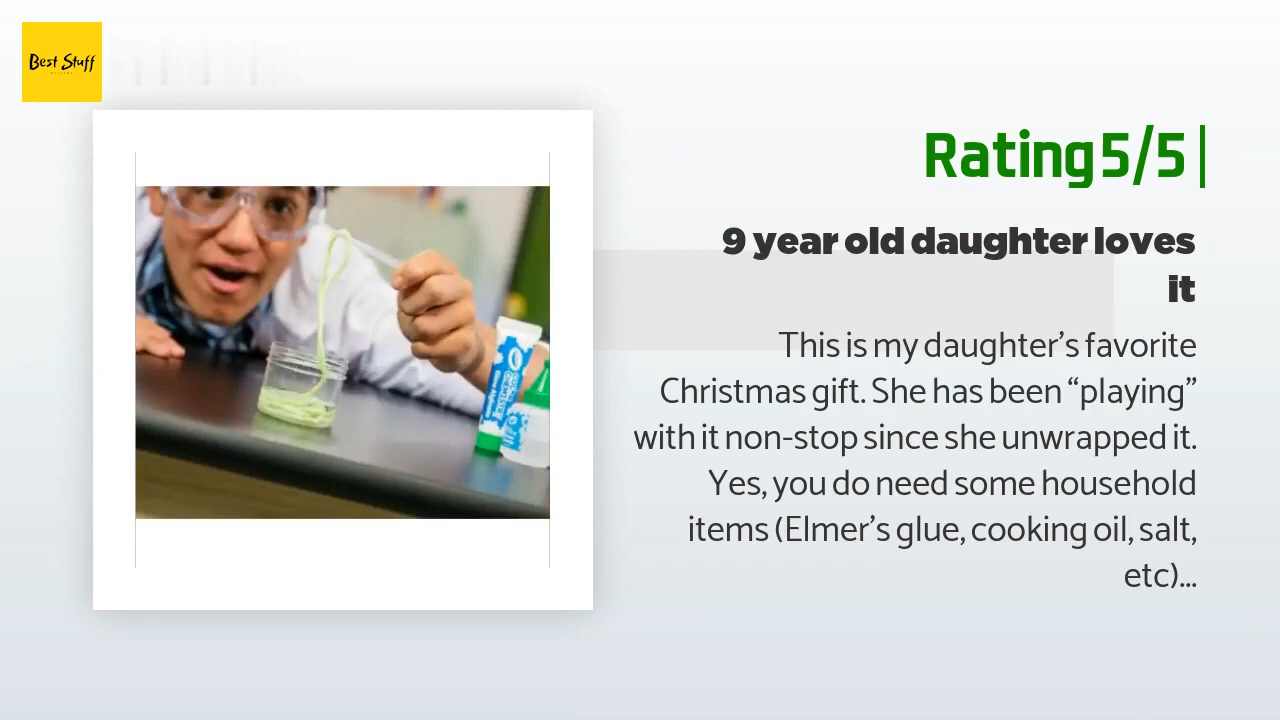 Best Stuff
Rating 5/5
9 year old daughter loves
it
This is my daughter’s favorite
Christmas gift. She has been “playing”
with it non-stop since she unwrapped it.
Yes, you do need some household
items (Elmer’s glue, cooking oil, salt,
etc)...